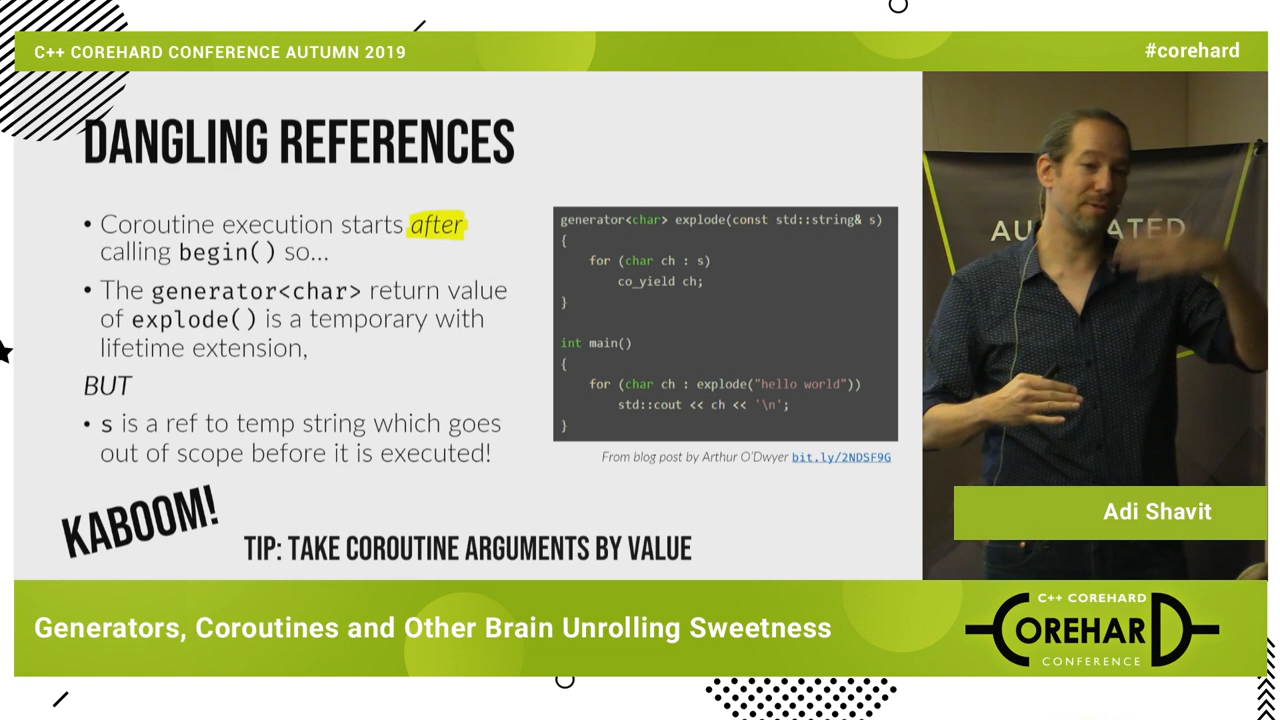 C++ COREHARD CONFERENCE AUTUMN 2019
#corehard
DANGLING REFERENCES
• Coroutine execution starts after
calling begin() so...
• The generator<char> return value
of explode() is a temporary with
lifetime extension,
BUT
• s is a ref to temp string which goes
out of scope before it is executed!
KABOOM!
TIP: TAKE COROUTINE ARGUMENTS BY VALUE
generator<char> explode(const std::string& s)
{
    for (char ch : s)
        co_yield ch;
}
int main()
{
    for (char ch : explode("hello world"))
        std::cout << ch << '\n';
}
From blog post by Arthur O'Dwyer bit.ly/2NDSF9G
AU ATED
Adi Shavit
Generators, Coroutines and Other Brain Unrolling Sweetness
C++ COREHARD
COREHARD
CONFERENCE